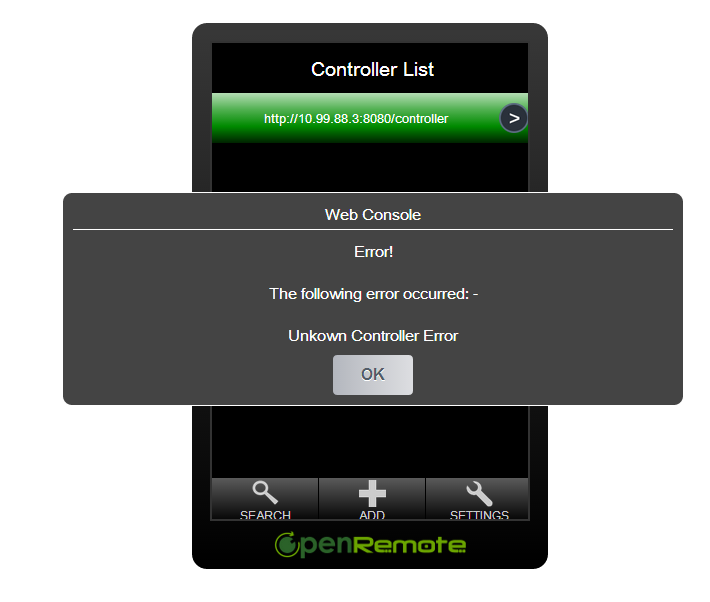 Controller List
http://10.99.88.3:8080/controller
>
Web Console
Error!
The following error occurred: -
Unkown Controller Error
OK
SEARCH
ADD
SETTINGS
OpenRemote